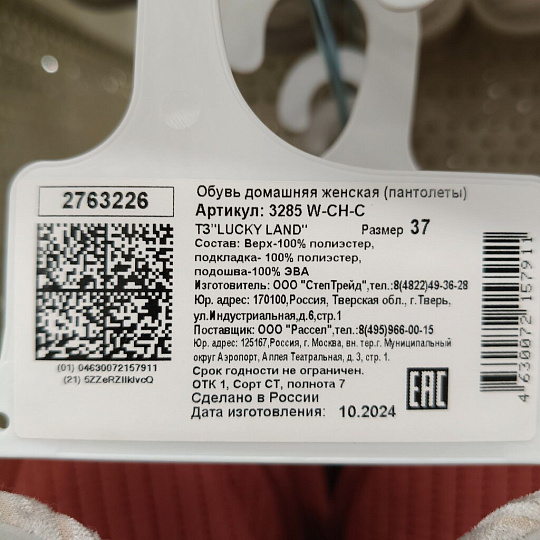 2763226
Обувь домашняя женская (пантолеты)
Артикул: 3285 W-CH-C
ТЗ"LUCKY LAND" Размер 37
Состав: Верх-100% полиэстер,
подкладка- 100% полиэстер,
подошва-100% ЭВА
Изготовитель: ООО "СтепТрейд",тел.:8(4822)49-36-28
Юр. адрес: 170100,Россия, Тверская обл., г.Тверь,
ул.Индустриальная,д.6,стр.1
Поставщик: ООО "Рассел",тел.:8(495)966-00-15
Юр. адрес: 125167,Россия, г. Москва, вн. тер.г. Муниципальный
округ Аэропорт, Аллея Театральная, д. 3, стр. 1.
Срок годности не ограничен.
ОТК 1, Сорт СТ, полнота 7
Сделано в России
Дата изготовления: 10.2024
EAC
(01) 04630072157911
(21) 5ZZeRZIIkIvcQ
4 630072 157911